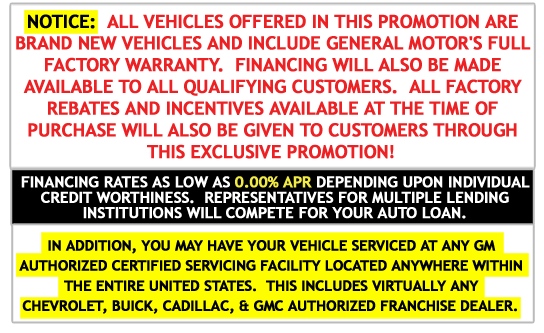 NOTICE: ALL VEHICLES OFFERED IN THIS PROMOTION ARE
BRAND NEW VEHICLES AND INCLUDE GENERAL MOTOR'S FULL
FACTORY WARRANTY. FINANCING WILL ALSO BE MADE
AVAILABLE TO ALL QUALIFYING CUSTOMERS. ALL FACTORY
REBATES AND INCENTIVES AVAILABLE AT THE TIME OF
PURCHASE WILL ALSO BE GIVEN TO CUSTOMERS THROUGH
THIS EXCLUSIVE PROMOTION!
FINANCING RATES AS LOW AS 0.00% APR DEPENDING UPON INDIVIDUAL
CREDIT WORTHINESS. REPRESENTATIVES FOR MULTIPLE LENDING
INSTITUTIONS WILL COMPETE FOR YOUR AUTO LOAN.
IN ADDITION, YOU MAY HAVE YOUR VEHICLE SERVICED AT ANY GM
AUTHORIZED CERTIFIED SERVICING FACILITY LOCATED ANYWHERE WITHIN
THE ENTIRE UNITED STATES. THIS INCLUDES VIRTUALLY ANY
CHEVROLET, BUICK, CADILLAC, & GMC AUTHORIZED FRANCHISE DEALER.